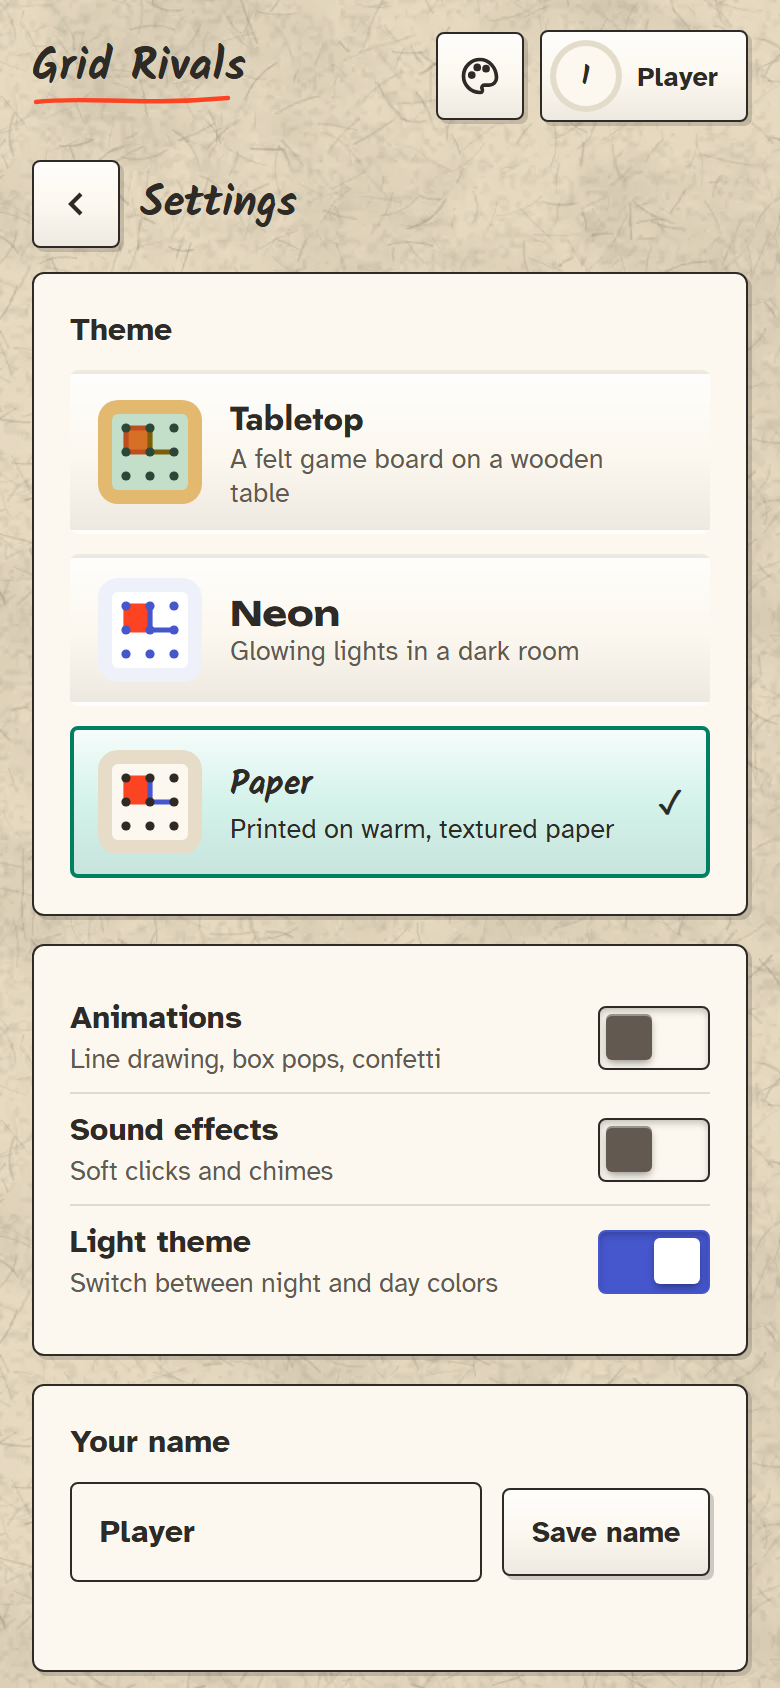 Grid Rivals
1
Player
Settings
Theme
Tabletop
A felt game board on a wooden
table
Neon
Glowing lights in a dark room
Paper
Printed on warm, textured paper
Animations
Line drawing, box pops, confetti
Sound effects
Soft clicks and chimes
Light theme
Switch between night and day colors
Your name
Player
Save name